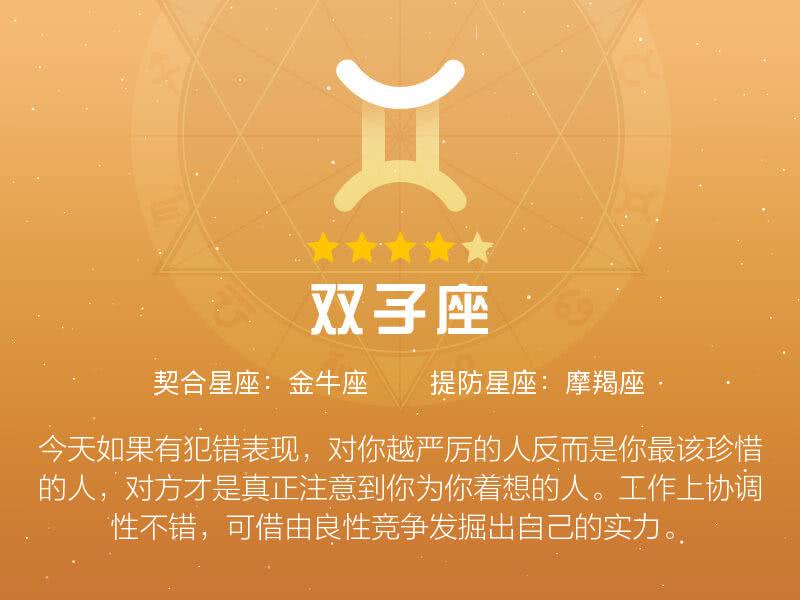 双子座
契合星座：金牛座 提防星座：摩羯座
今天如果有犯错表现，对你越严厉的人反而是你最该珍惜
的人，对方才是真正注意到你为你着想的人。工作上协调
性不错，可借由良性竞争发掘出自己的实力。